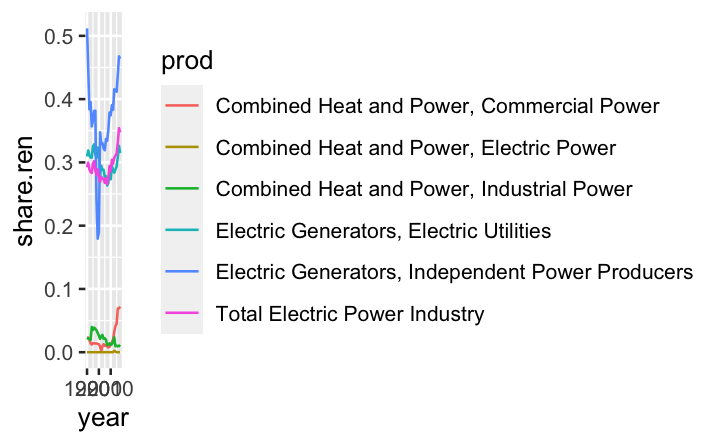 prod
0.5
0.4
0.3
0.2
0.1
0.0
share.ren
Combined Heat and Power, Commercial Power
Combined Heat and Power, Electric Power
Combined Heat and Power, Industrial Power
Electric Generators, Electric Utilities
Electric Generators, Independent Power Producers
Total Electric Power Industry
year